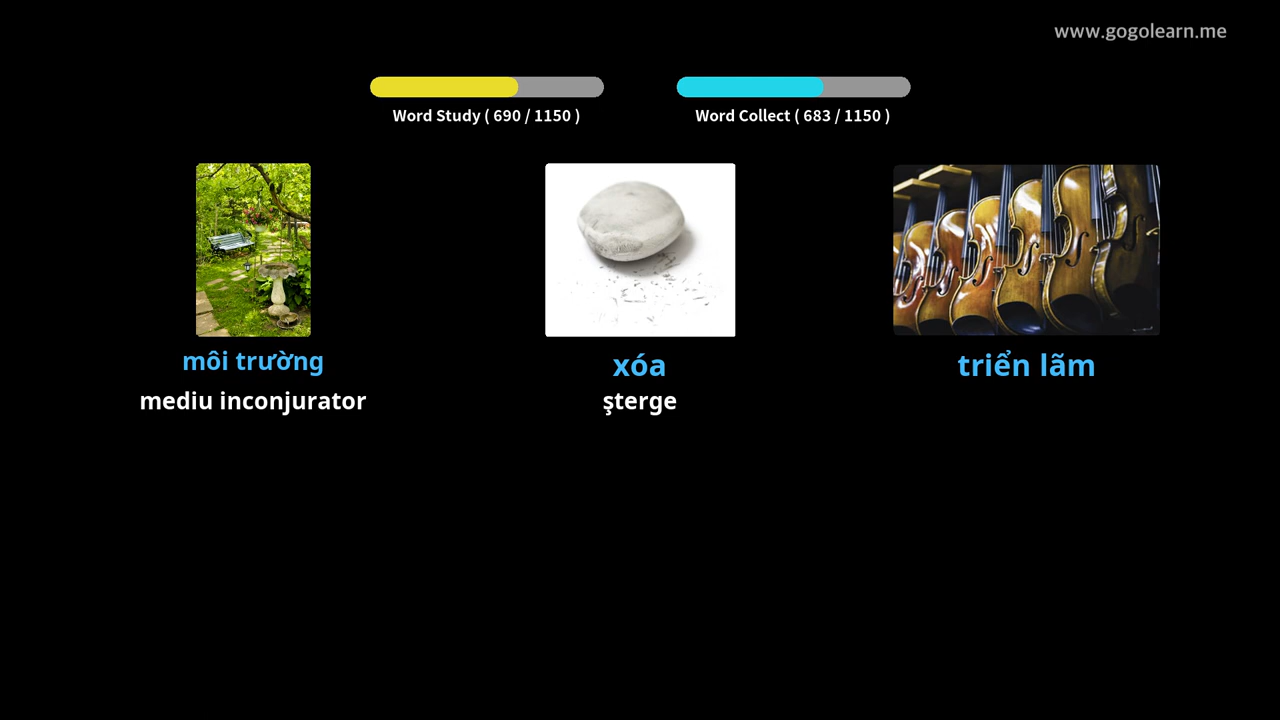 www.gogolearn.me
Word Study ( 690 / 1150 )
Word Collect ( 683 / 1150 )
môi trường
xóa
triển lãm
mediu inconjurator
şterge